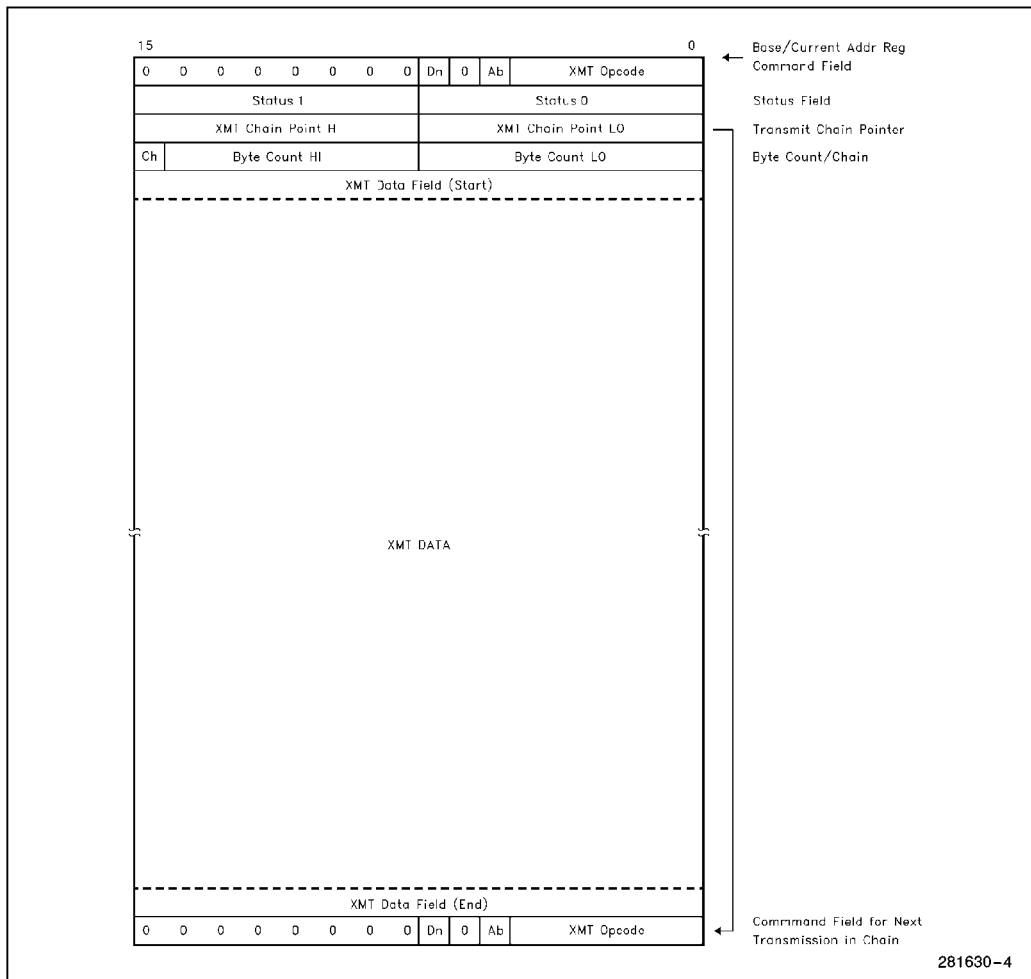 15 0 Base/Current Addr Reg
Command Field
0 0 0 0 0 0 0 0 Dn 0 Ab XMT Opcode
Status 1 Status 0 Status Field
XMT Chain Point H XMT Chain Point LO Transmit Chain Pointer
Ch Byte Count HI Byte Count LO Byte Count/Chain
XMT Data Field (Start)
XMT DATA
XMT Data Field (End)
0 0 0 0 0 0 0 0 Dn 0 Ab XMT Opcode
Commmand Field for Next
Transmission in Chain
281630-4